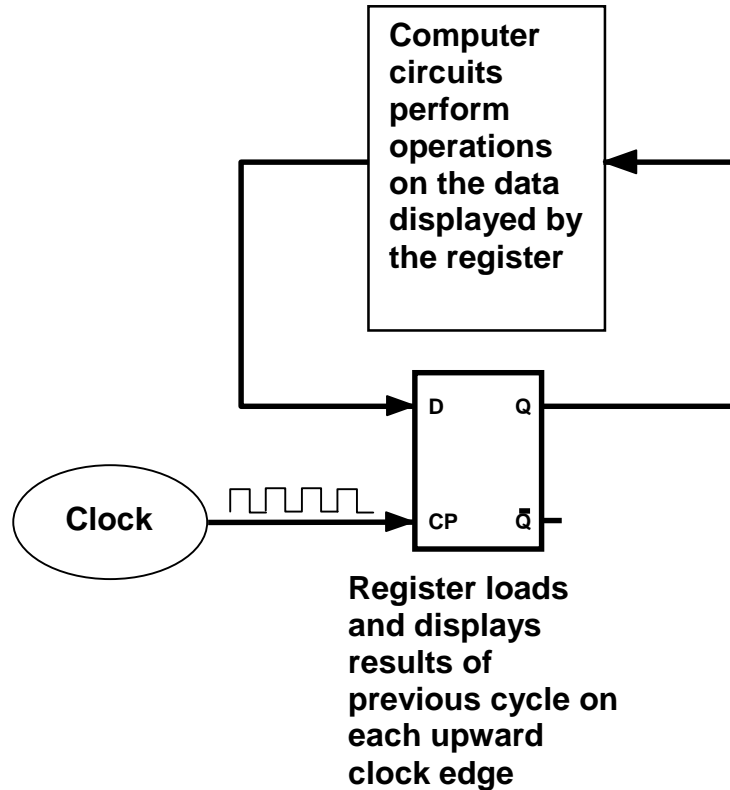 Computer
circuits
perform
operations
on the data
displayed by
the register
D Q
Clock
CP Q̅
Register loads
and displays
results of
previous cycle on
each upward
clock edge